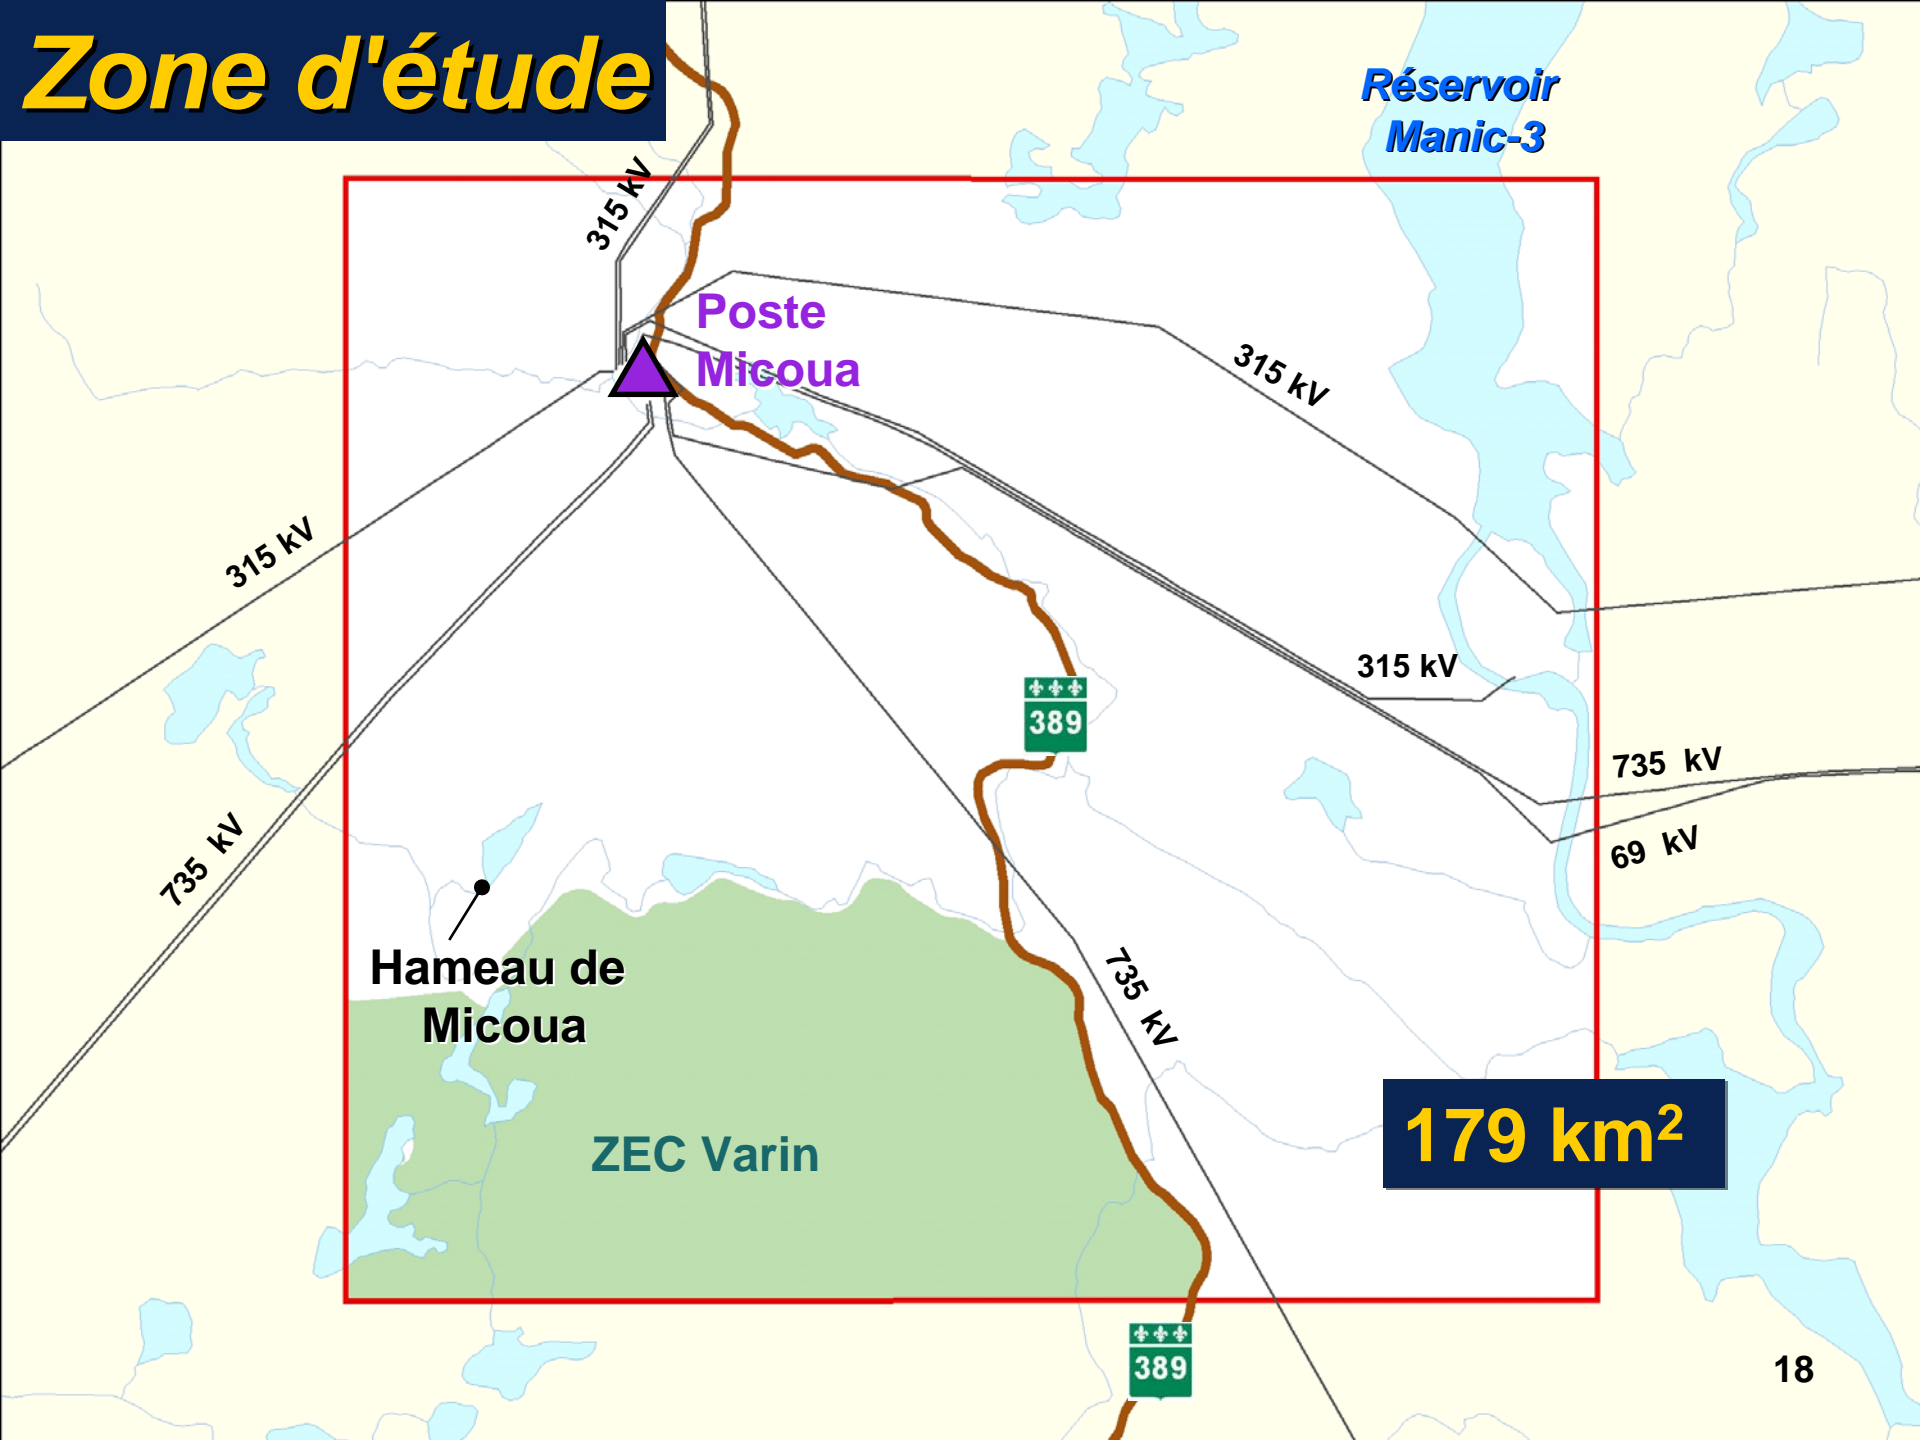 Zone d'étude
Réservoir
Manic-3
315 kV
Poste
Micoua
315 kV
315 kV
315 kV
389
735 kV
69 kV
735 kV
Hameau de
Micoua
735 kV
179 km²
ZEC Varin
389
18